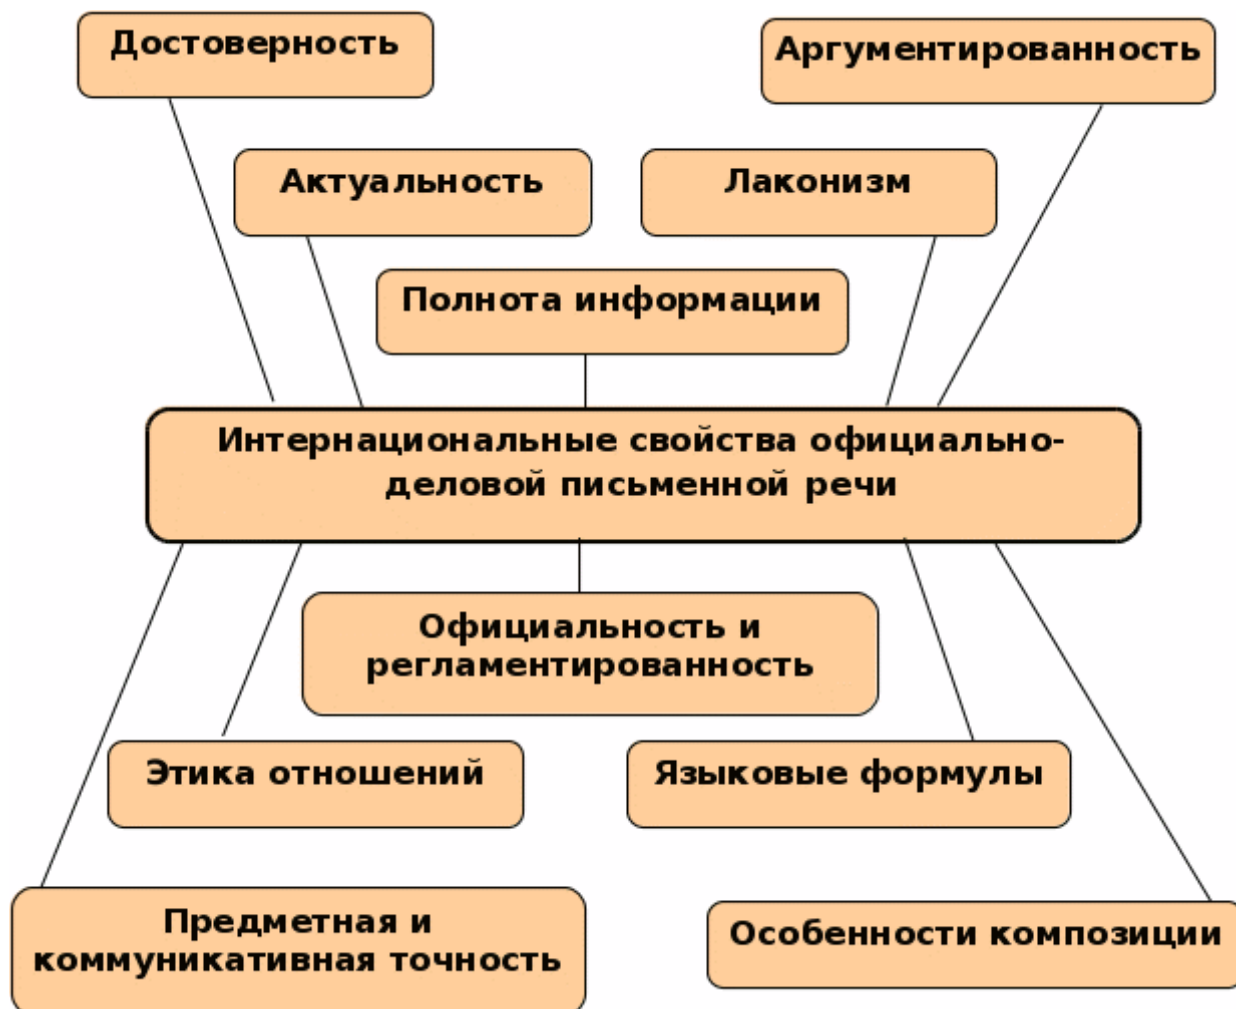 Достоверность
Аргументированность
Актуальность
Лаконизм
Полнота информации
Интернациональные свойства официально-
деловой письменной речи
Официальность и
регламентированность
Этика отношений
Языковые формулы
Предметная и
коммуникативная точность
Особенности композиции